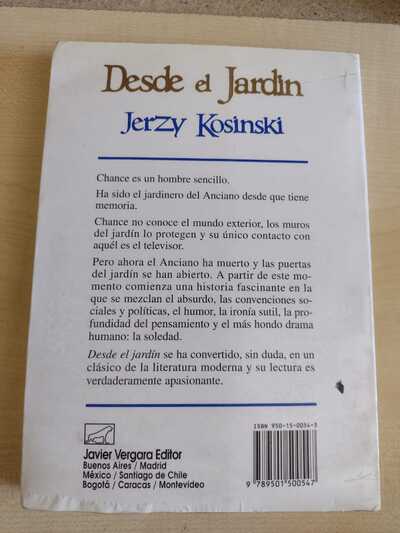 Desde el Jardín
Jerzy Kosinski
Chance es un hombre sencillo.
Ha sido el jardinero del Anciano desde que tiene
memoria.
Chance no conoce el mundo exterior, los muros
del jardín lo protegen y su único contacto con
aquél es el televisor.
Pero ahora el Anciano ha muerto y las puertas
del jardín se han abierto. A partir de este mo-
mento comienza una historia fascinante en la
que se mezclan el absurdo, las convenciones so-
ciales y políticas, el humor, la ironía sutil, la pro-
fundidad del pensamiento y el más hondo drama
humano: la soledad.
Desde el jardín se ha convertido, sin duda, en un
clásico de la literatura moderna y su lectura es
verdaderamente apasionante.
ISBN 950-15-0054-3
Javier Vergara Editor
Buenos Aires / Madrid
México / Santiago de Chile
Bogotá / Caracas / Montevideo
9 789501 500547